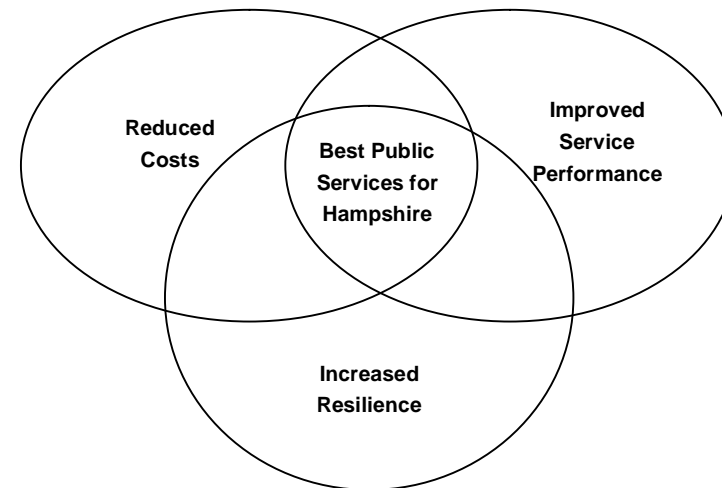 Reduced
Costs
Best Public
Services for
Hampshire
Improved
Service
Performance
Increased
Resilience